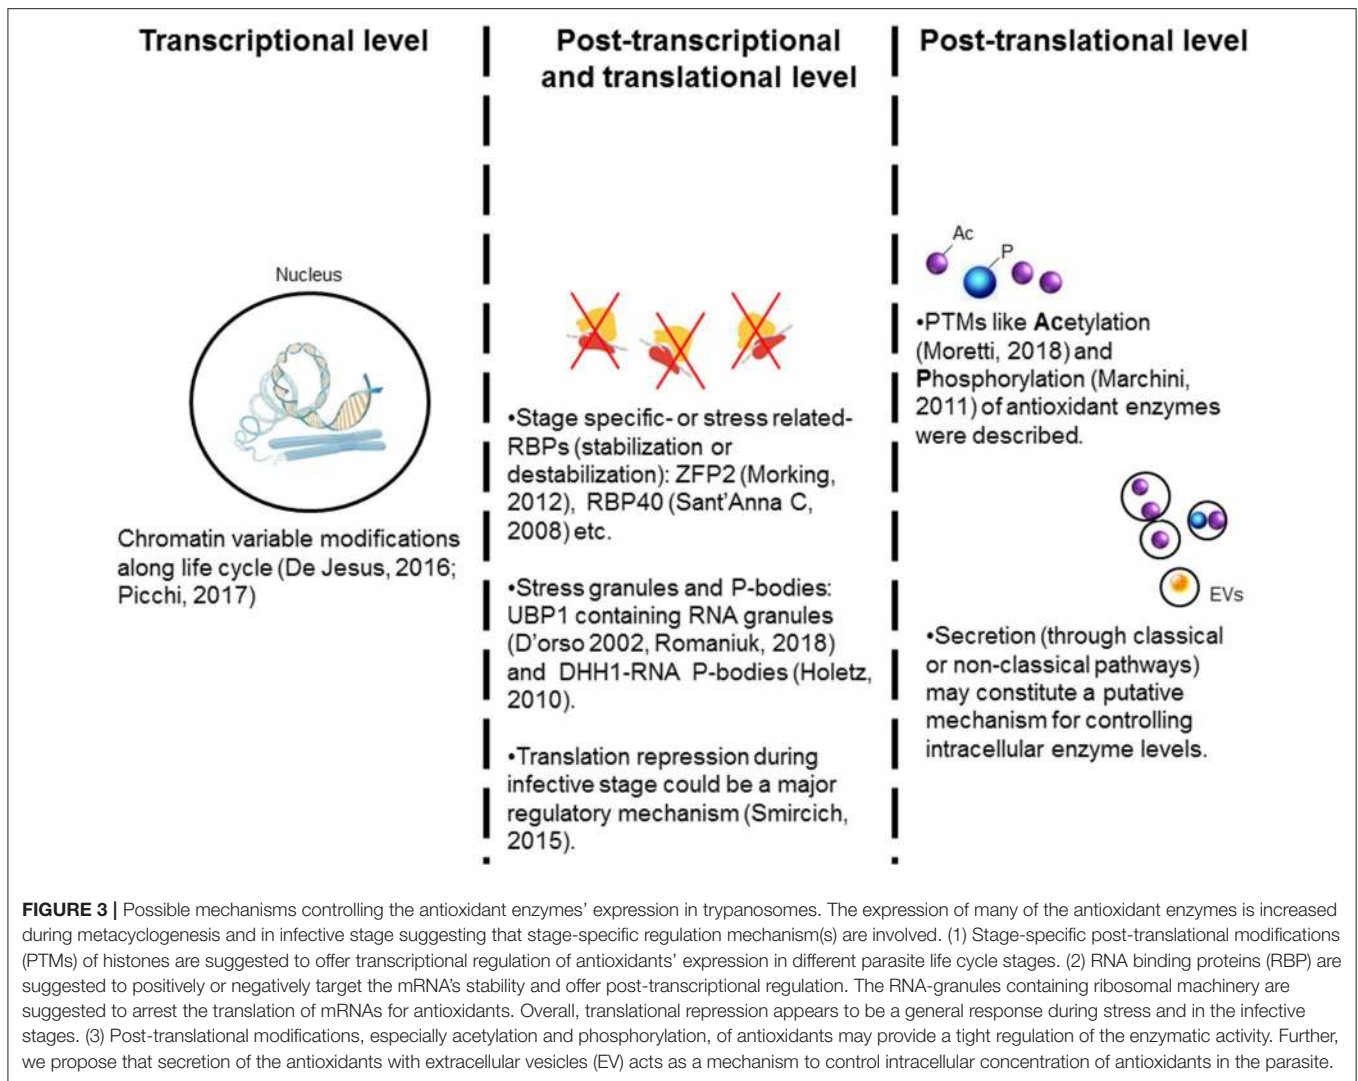 Transcriptional level
Nucleus
Chromatin variable modifications
along life cycle (De Jesus, 2016;
Picchi, 2017)
Post-transcriptional
and translational level
•Stage specific- or stress related-
RBPs (stabilization or
destabilization): ZFP2 (Morking,
2012), RBP40 (Sant'Anna C,
2008) etc.
•Stress granules and P-bodies:
UBP1 containing RNA granules
(D'orso 2002, Romaniuk, 2018)
and DHH1-RNA P-bodies (Holetz,
2010).
•Translation repression during
infective stage could be a major
regulatory mechanism (Smircich,
2015).
Post-translational level
Ac
P
•PTMs like Acetylation
(Moretti, 2018) and
Phosphorylation (Marchini,
2011) of antioxidant enzymes
were described.
EVs
•Secretion (through classical
or non-classical pathways)
may constitute a putative
mechanism for controlling
intracellular enzyme levels.
FIGURE 3 | Possible mechanisms controlling the antioxidant enzymes' expression in trypanosomes. The expression of many of the antioxidant enzymes is increased
during metacyclogenesis and in infective stage suggesting that stage-specific regulation mechanism(s) are involved. (1) Stage-specific post-translational modifications
(PTMs) of histones are suggested to offer transcriptional regulation of antioxidants' expression in different parasite life cycle stages. (2) RNA binding proteins (RBP) are
suggested to positively or negatively target the mRNA's stability and offer post-transcriptional regulation. The RNA-granules containing ribosomal machinery are
suggested to arrest the translation of mRNAs for antioxidants. Overall, translational repression appears to be a general response during stress and in the infective
stages. (3) Post-translational modifications, especially acetylation and phosphorylation, of antioxidants may provide a tight regulation of the enzymatic activity. Further,
we propose that secretion of the antioxidants with extracellular vesicles (EV) acts as a mechanism to control intracellular concentration of antioxidants in the parasite.